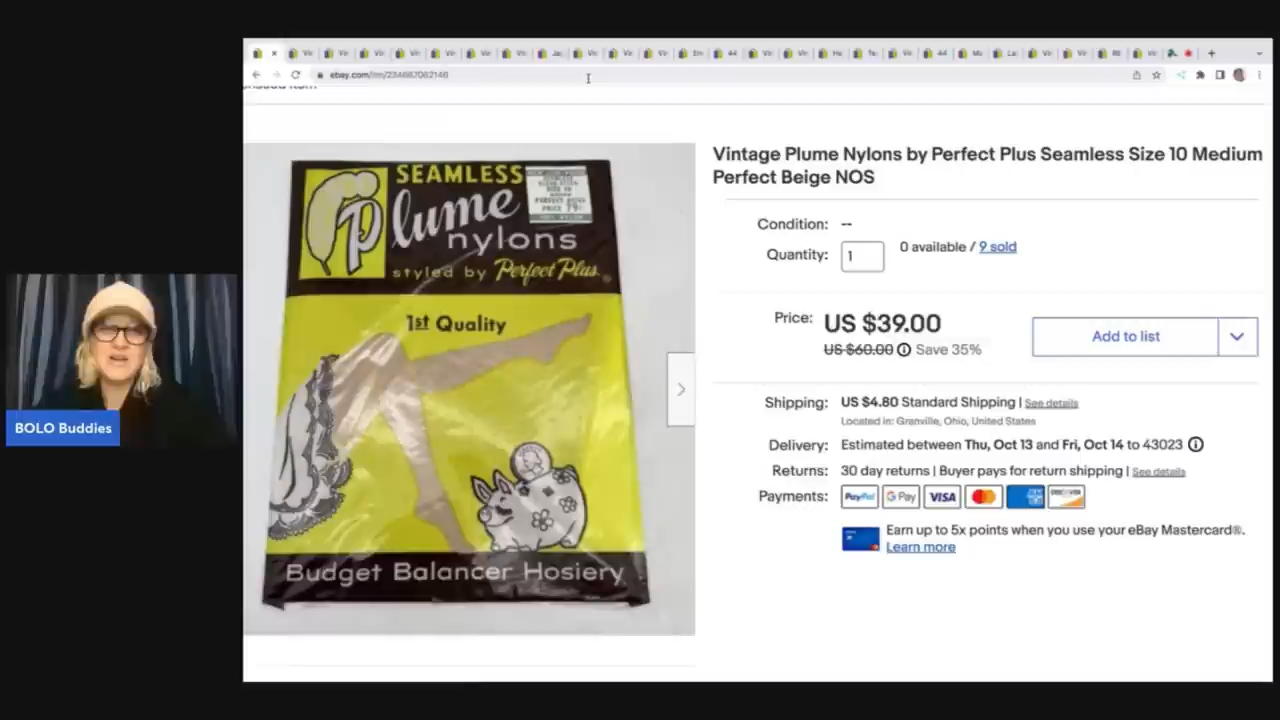 ebay.com/itm/234687062146
Vintage Plume Nylons by Perfect Plus Seamless Size 10 Medium
Perfect Beige NOS
Condition: --
Quantity: 1
0 available / 9 sold
Price: US $39.00
US $60.00 Save 35%
Add to list
Shipping: US $4.80 Standard Shipping | See details
Located in: Granville, Ohio, United States
Delivery: Estimated between Thu, Oct 13 and Fri, Oct 14 to 43023
Returns: 30 day returns | Buyer pays for return shipping | See details
Payments: PayPal G Pay VISA DISCOVER
Earn up to 5x points when you use your eBay Mastercard®.
Learn more
SEAMLESS
Plume
nylons
styled by Perfect Plus
1st Quality
Budget Balancer Hosiery
BOLO Buddies